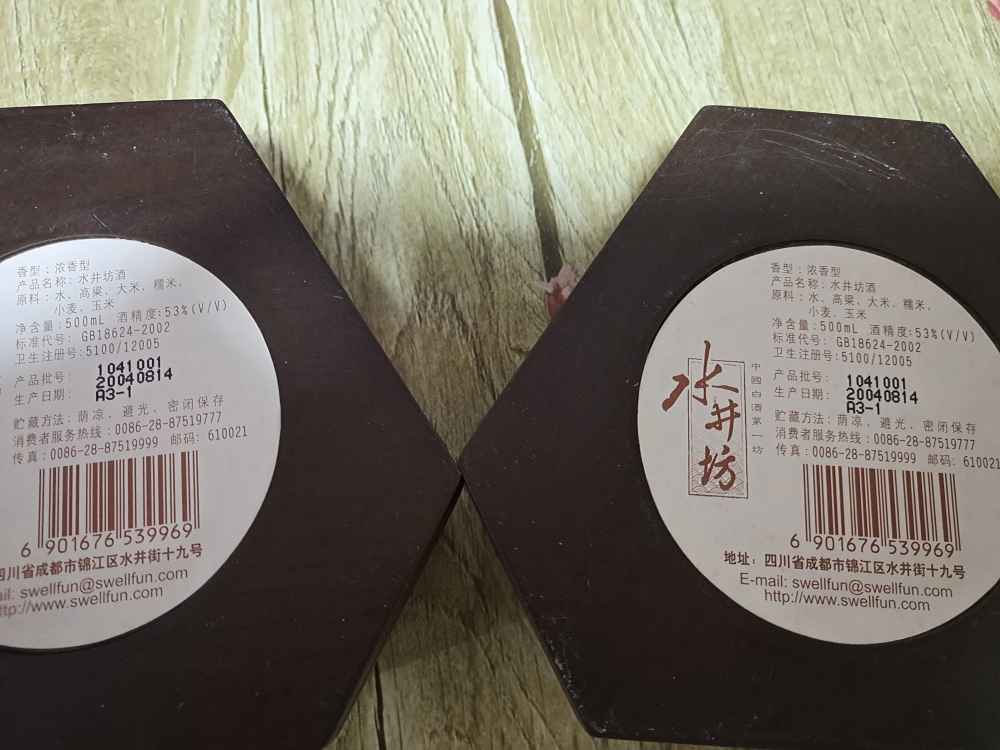 香型：浓香型
产品名称：水井坊酒
原料：水、高粱、大米、糯米、
小麦、玉米
净含量：500mL 酒精度：53%(V/V)
标准代号：GB18624-2002
卫生注册号：5100/12005
产品批号： 1041001
生产日期： 20040814
A3-1
贮藏方法：荫凉、避光、密闭保存
消费者服务热线：0086-28-87519777
传真：0086-28-87519999 邮码：610021
6 901676 539969
四川省成都市锦江区水井街十九号
ail: swellfun@swellfun.com
http://www.swellfun.com
水井坊
中國白酒第一坊
香型：浓香型
产品名称：水井坊酒
原料：水、高粱、大米、糯米、
小麦、玉米
净含量：500mL 酒精度：53%(V/V)
标准代号：GB18624-2002
卫生注册号：5100/12005
产品批号： 1041001
生产日期： 20040814
A3-1
贮藏方法：荫凉、避光、密闭保存
消费者服务热线：0086-28-87519777
传真：0086-28-87519999 邮码：610021
6 901676 539969
地址：四川省成都市锦江区水井街十九号
E-mail: swellfun@swellfun.com
http://www.swellfun.com